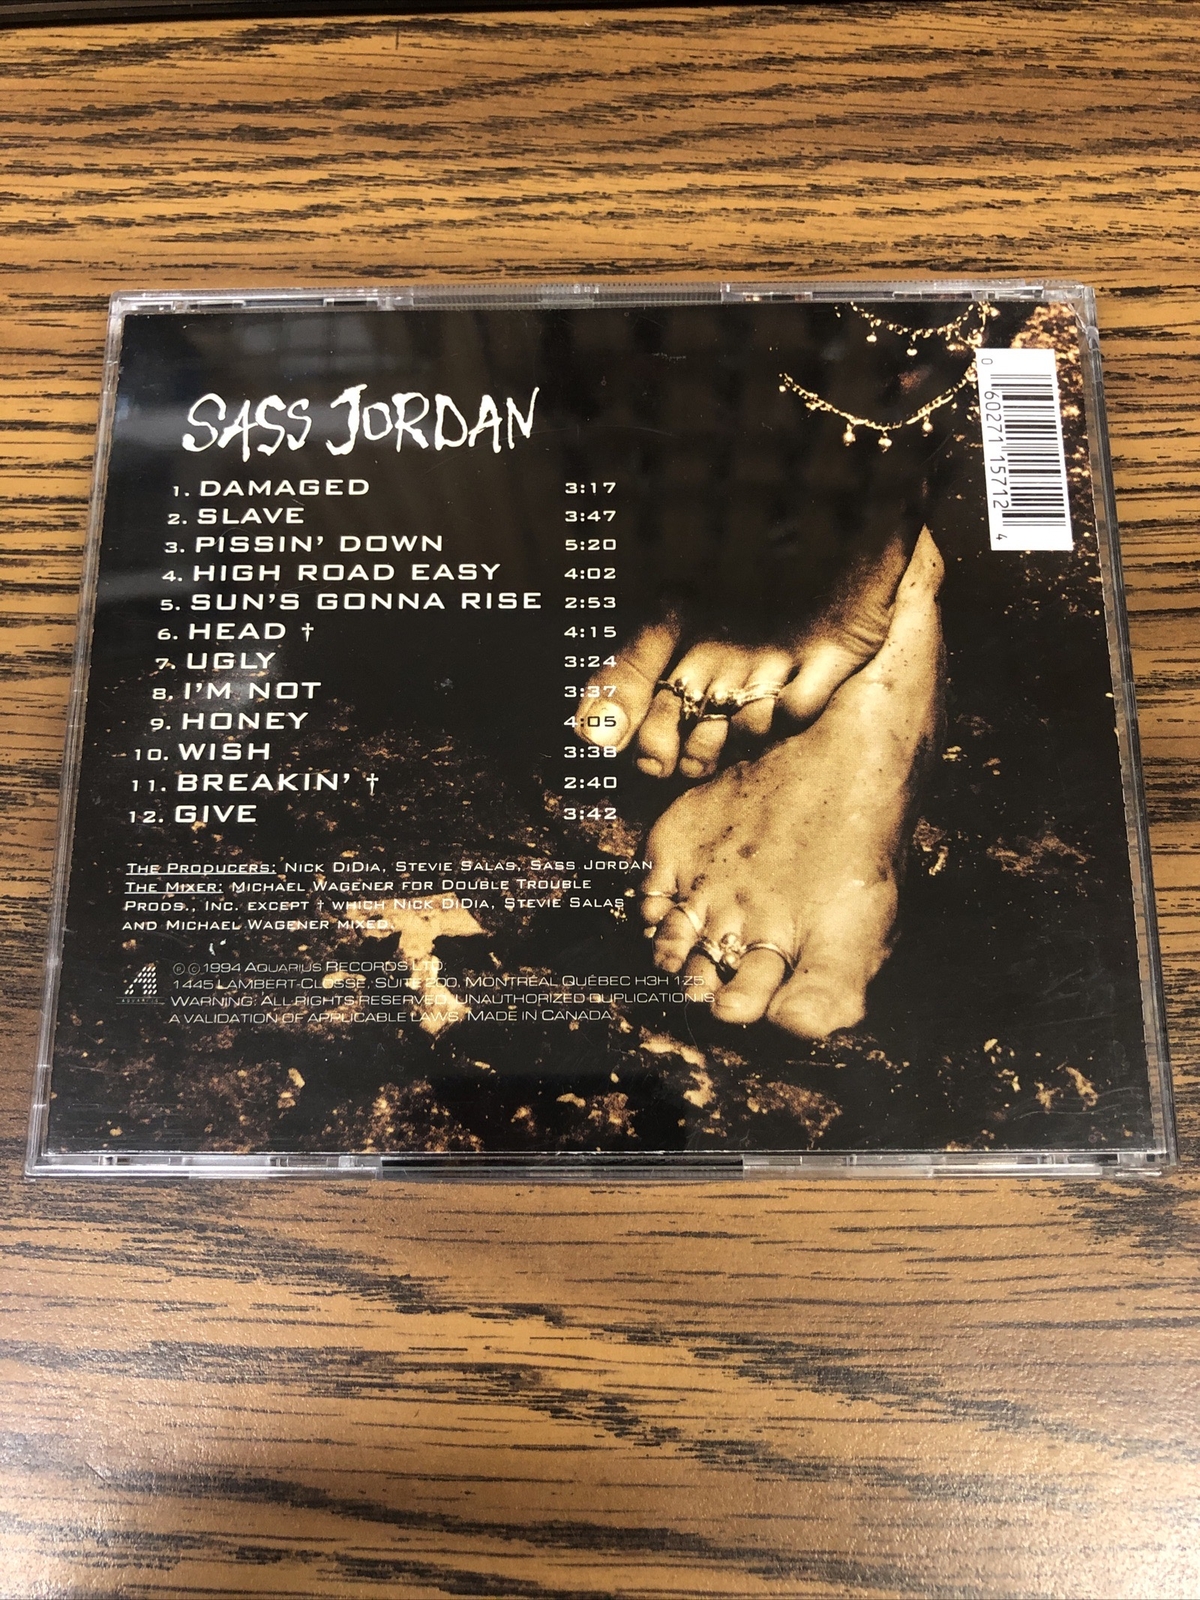 SASS JORDAN
1. DAMAGED 3:17
2. SLAVE 3:47
3. PISSIN' DOWN 5:20
4. HIGH ROAD EASY 4:02
5. SUN'S GONNA RISE 2:53
6. HEAD † 4:15
7. UGLY 3:24
8. I'M NOT 3:37
9. HONEY 4:05
10. WISH 3:38
11. BREAKIN' † 2:40
12. GIVE 3:42
THE PRODUCERS: NICK DIDIA, STEVIE SALAS, SASS JORDAN
THE MIXER: MICHAEL WAGENER FOR DOUBLE TROUBLE
PRODS., INC. EXCEPT † WHICH NICK DIDIA, STEVIE SALAS
AND MICHAEL WAGENER MIXED.
℗ © 1994 AQUARIUS RECORDS LTD.
1445 LAMBERT-CLOSSE, SUITE 200, MONTRÉAL QUÉBEC H3H 1Z5
WARNING: ALL RIGHTS RESERVED. UNAUTHORIZED DUPLICATION IS
A VALIDATION OF APPLICABLE LAWS. MADE IN CANADA.
AQUARIUS
0 60271 15712 4